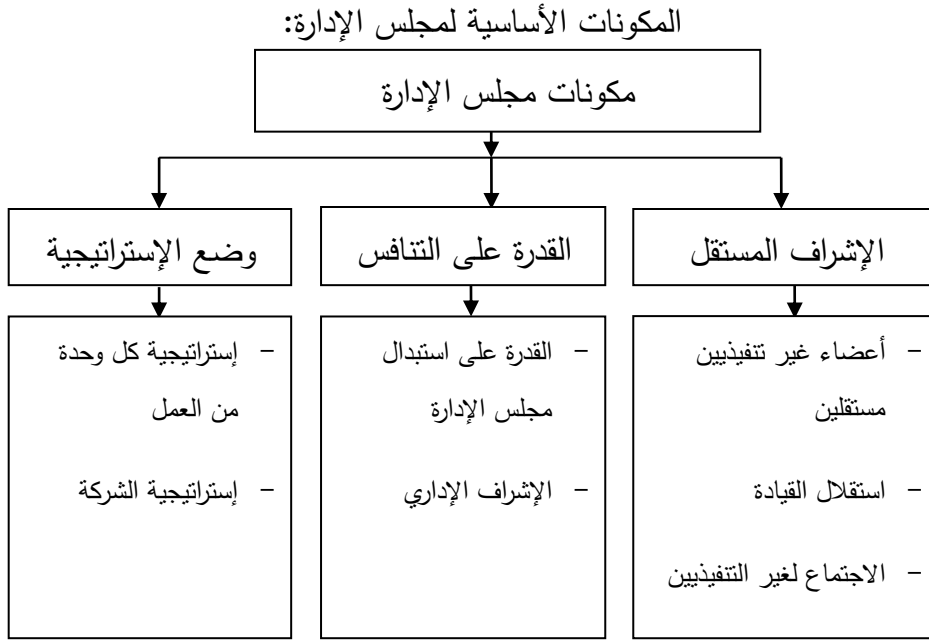 المكونات الأساسية لمجلس الإدارة:
مكونات مجلس الإدارة
الإشراف المستقل
القدرة على التنافس
وضع الإستراتيجية
- أعضاء غير تنفيذيين
مستقلين
- استقلال القيادة
- الاجتماع لغير التنفيذيين
- القدرة على استبدال
مجلس الإدارة
- الإشراف الإداري
- إستراتيجية كل وحدة
من العمل
- إستراتيجية الشركة